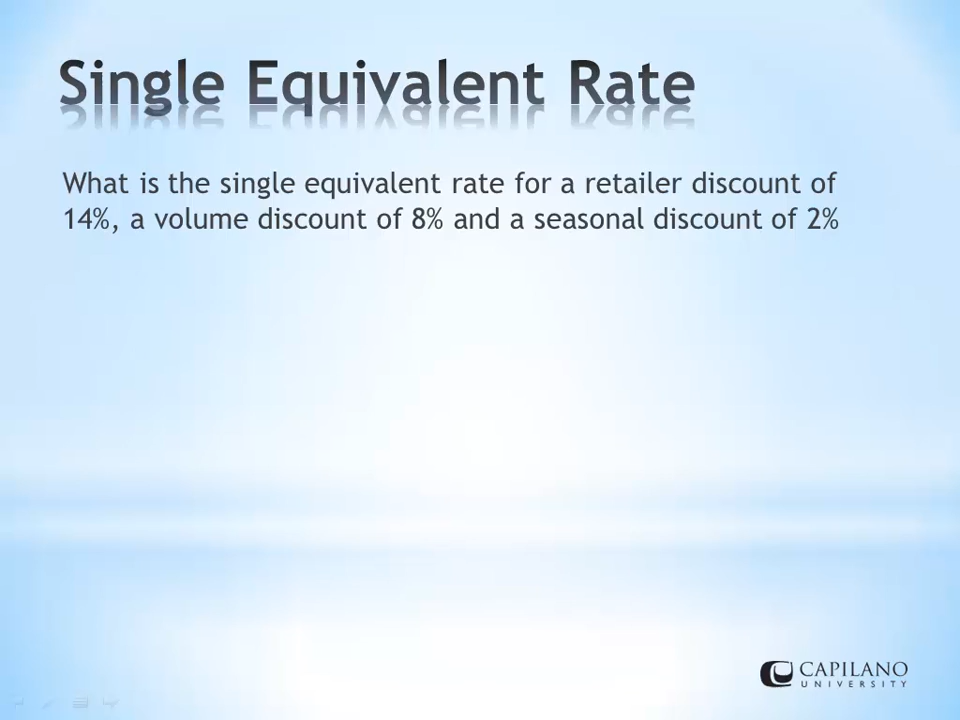 Single Equivalent Rate
What is the single equivalent rate for a retailer discount of
14%, a volume discount of 8% and a seasonal discount of 2%
CAPILANO
UNIVERSITY